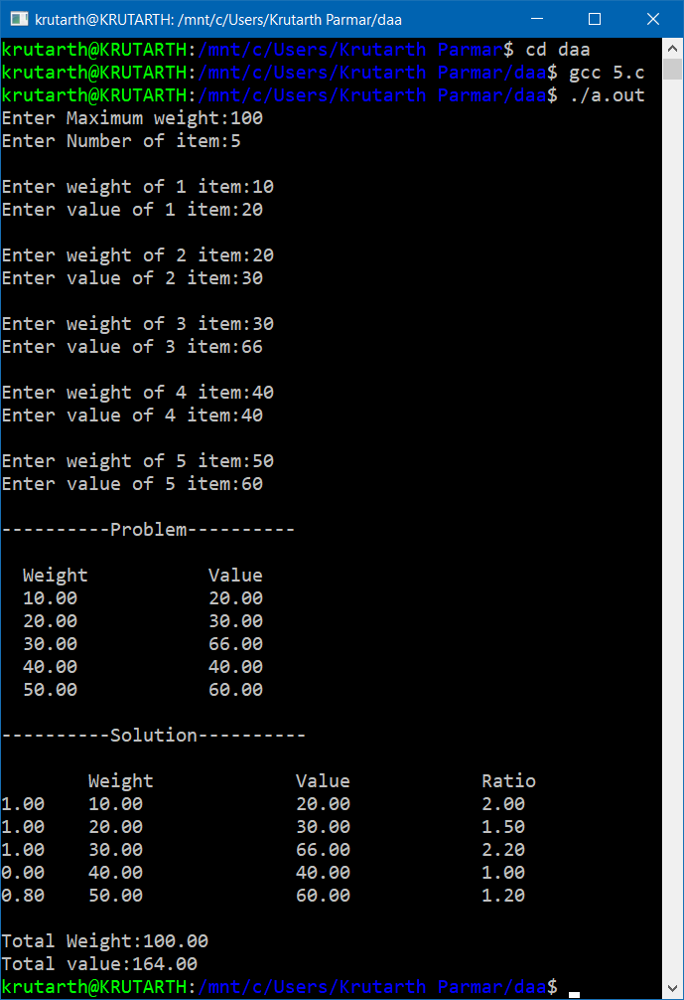 krutarth@KRUTARTH: /mnt/c/Users/Krutarth Parmar/daa
krutarth@KRUTARTH:/mnt/c/Users/Krutarth Parmar$ cd daa
krutarth@KRUTARTH:/mnt/c/Users/Krutarth Parmar/daa$ gcc 5.c
krutarth@KRUTARTH:/mnt/c/Users/Krutarth Parmar/daa$ ./a.out
Enter Maximum weight:100
Enter Number of item:5

Enter weight of 1 item:10
Enter value of 1 item:20

Enter weight of 2 item:20
Enter value of 2 item:30

Enter weight of 3 item:30
Enter value of 3 item:66

Enter weight of 4 item:40
Enter value of 4 item:40

Enter weight of 5 item:50
Enter value of 5 item:60

----------Problem----------

  Weight           Value
  10.00            20.00
  20.00            30.00
  30.00            66.00
  40.00            40.00
  50.00            60.00

----------Solution----------

        Weight             Value            Ratio
1.00    10.00              20.00            2.00
1.00    20.00              30.00            1.50
1.00    30.00              66.00            2.20
0.00    40.00              40.00            1.00
0.80    50.00              60.00            1.20

Total Weight:100.00
Total value:164.00
krutarth@KRUTARTH:/mnt/c/Users/Krutarth Parmar/daa$